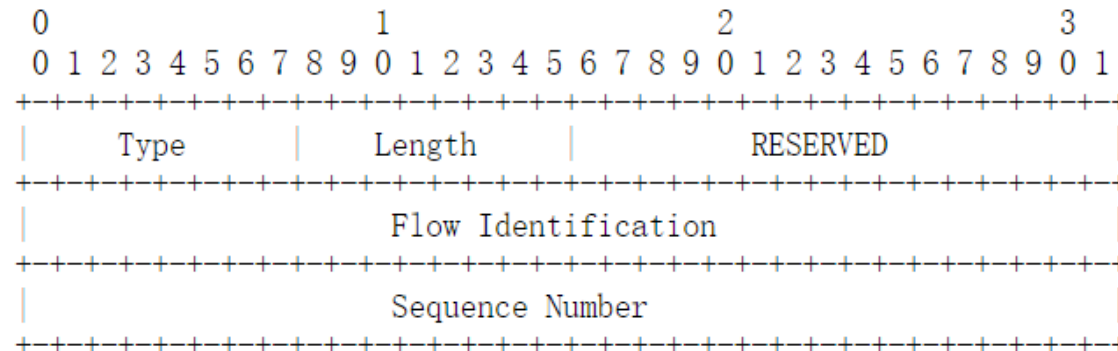 0 1 2 3
0 1 2 3 4 5 6 7 8 9 0 1 2 3 4 5 6 7 8 9 0 1 2 3 4 5 6 7 8 9 0 1
+-+-+-+-+-+-+-+-+-+-+-+-+-+-+-+-+-+-+-+-+-+-+-+-+-+-+-+-+-+-+-+-
| Type | Length | RESERVED |
+-+-+-+-+-+-+-+-+-+-+-+-+-+-+-+-+-+-+-+-+-+-+-+-+-+-+-+-+-+-+-+-
| Flow Identification |
+-+-+-+-+-+-+-+-+-+-+-+-+-+-+-+-+-+-+-+-+-+-+-+-+-+-+-+-+-+-+-+-
| Sequence Number |
+-+-+-+-+-+-+-+-+-+-+-+-+-+-+-+-+-+-+-+-+-+-+-+-+-+-+-+-+-+-+-+-